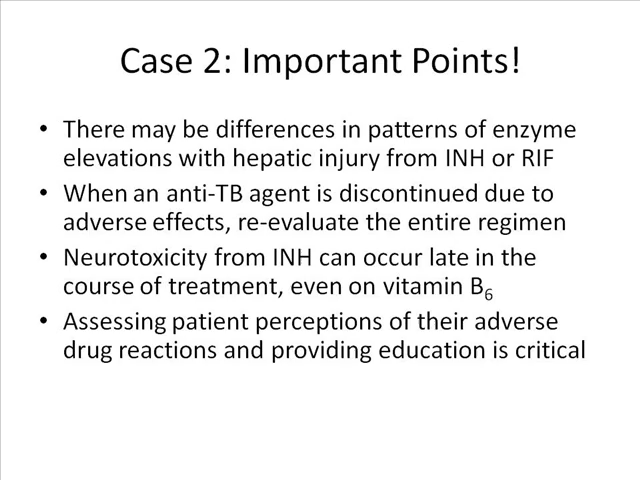 Case 2: Important Points!
• There may be differences in patterns of enzyme
elevations with hepatic injury from INH or RIF
• When an anti-TB agent is discontinued due to
adverse effects, re-evaluate the entire regimen
• Neurotoxicity from INH can occur late in the
course of treatment, even on vitamin B₆
• Assessing patient perceptions of their adverse
drug reactions and providing education is critical